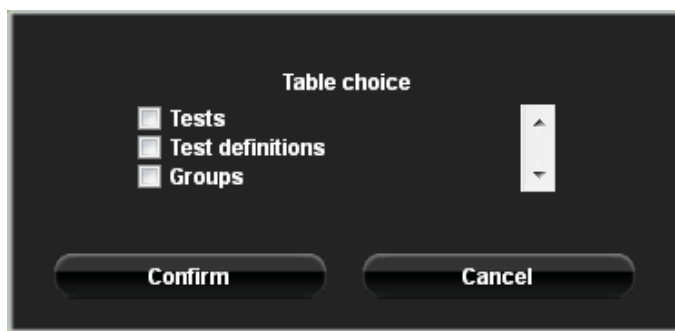 Table choice
Tests
Test definitions
Groups
Confirm
Cancel